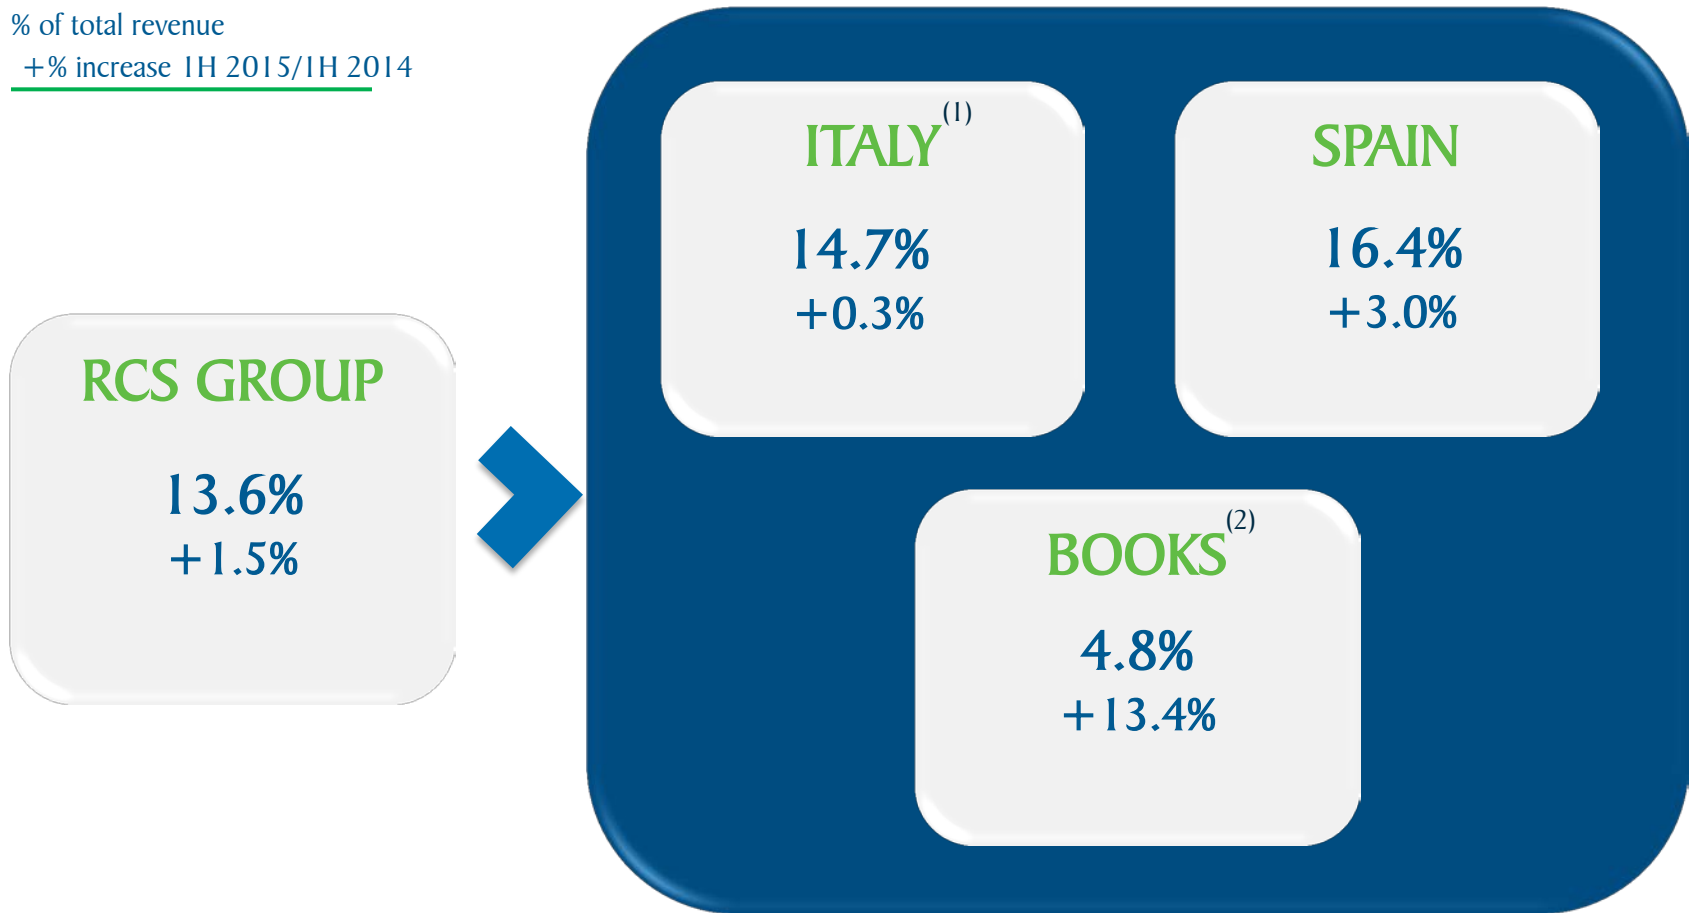 % of total revenue
+% increase 1H 2015/1H 2014
RCS GROUP
13.6%
+1.5%
ITALY(1)
14.7%
+0.3%
SPAIN
16.4%
+3.0%
BOOKS(2)
4.8%
+13.4%